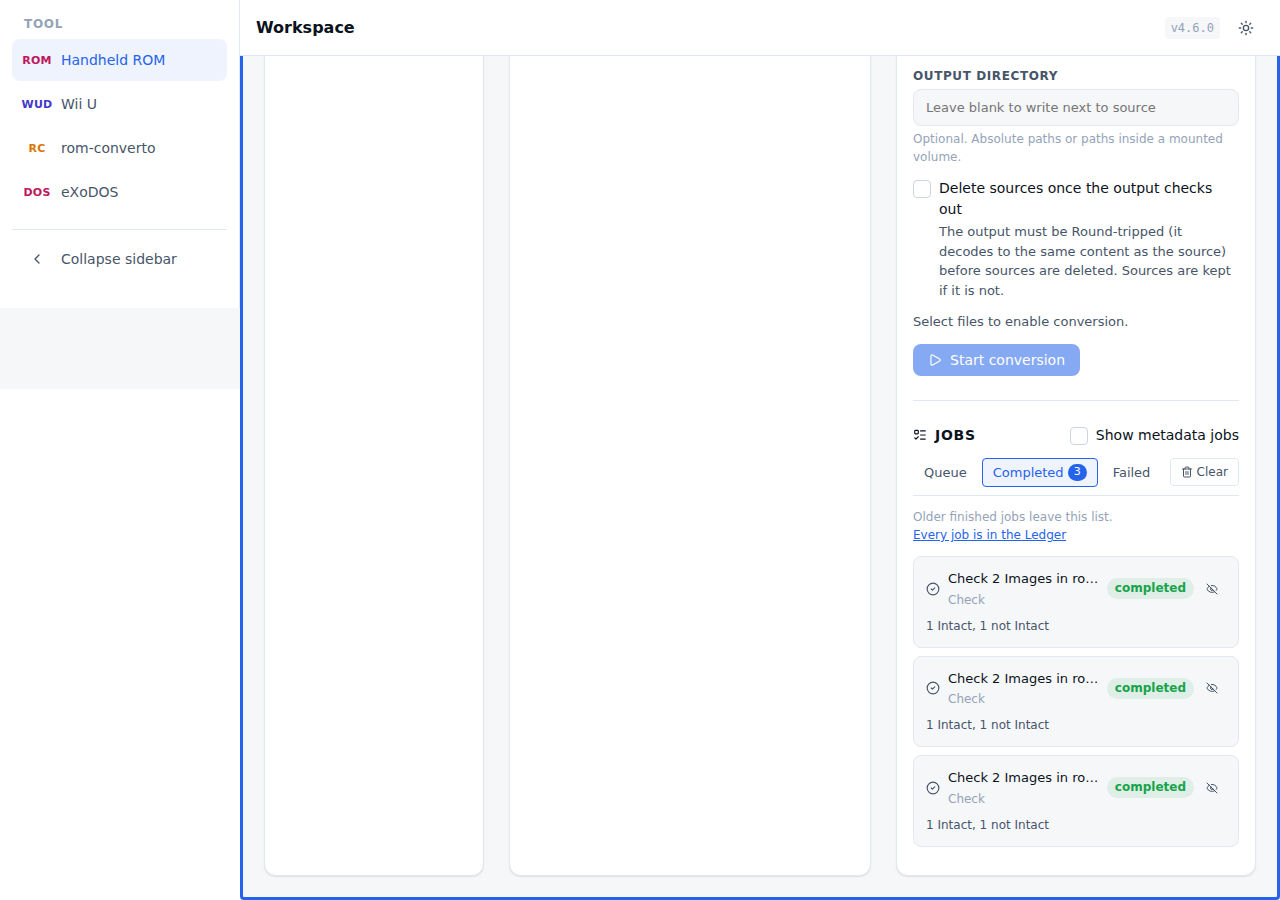 TOOL
ROM Handheld ROM
WUD Wii U
RC rom-converto
DOS eXoDOS
Collapse sidebar
Workspace
v4.6.0
OUTPUT DIRECTORY
Leave blank to write next to source
Optional. Absolute paths or paths inside a mounted
volume.
Delete sources once the output checks
out
The output must be Round-tripped (it
decodes to the same content as the source)
before sources are deleted. Sources are kept
if it is not.
Select files to enable conversion.
Start conversion
JOBS
Show metadata jobs
Queue
Completed 3
Failed
Clear
Older finished jobs leave this list.
Every job is in the Ledger
Check 2 Images in ro...
completed
Check
1 Intact, 1 not Intact
Check 2 Images in ro...
completed
Check
1 Intact, 1 not Intact
Check 2 Images in ro...
completed
Check
1 Intact, 1 not Intact